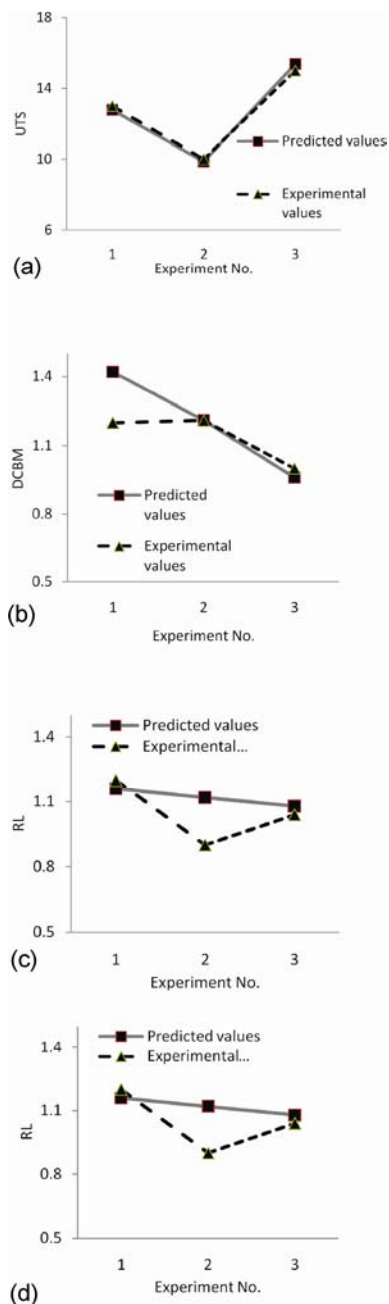 18
14
10
6
UTS
Predicted values
Experimental
values
1 2 3
Experiment No.
(a)
1.4
1.1
0.8
0.5
DCBM
Predicted
values
Experimental
values
1 2 3
Experiment No.
(b)
Predicted values
Experimental...
1.4
1.1
0.8
0.5
RL
1 2 3
Experiment No.
(c)
Predicted values
Experimental...
1.4
1.1
0.8
0.5
RL
1 2 3
Experiment No.
(d)